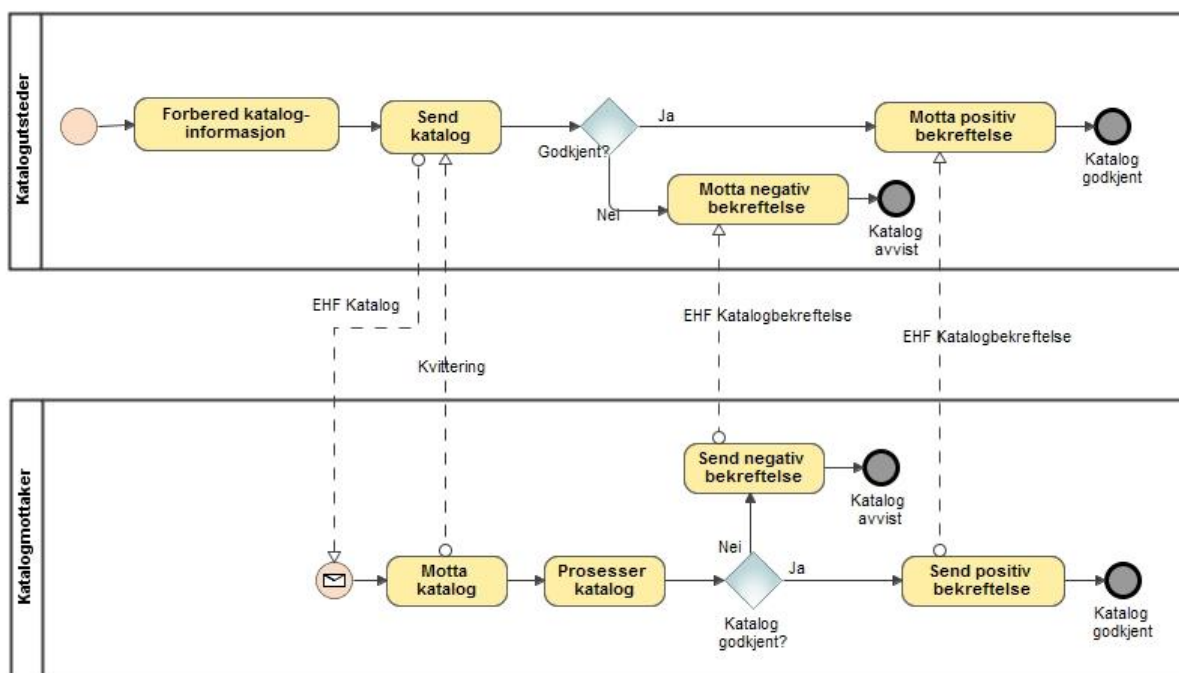 Katalogutsteder
Forbered katalog-
informasjon
Send
katalog
Godkjent?
Ja
Nei
Motta positiv
bekreftelse
Katalog
godkjent
Motta negativ
bekreftelse
Katalog
avvist
EHF Katalog
Kvittering
EHF Katalogbekreftelse
EHF Katalogbekreftelse
Katalogmottaker
Motta
katalog
Prosesser
katalog
Katalog
godkjent?
Nei
Ja
Send negativ
bekreftelse
Katalog
avvist
Send positiv
bekreftelse
Katalog
godkjent